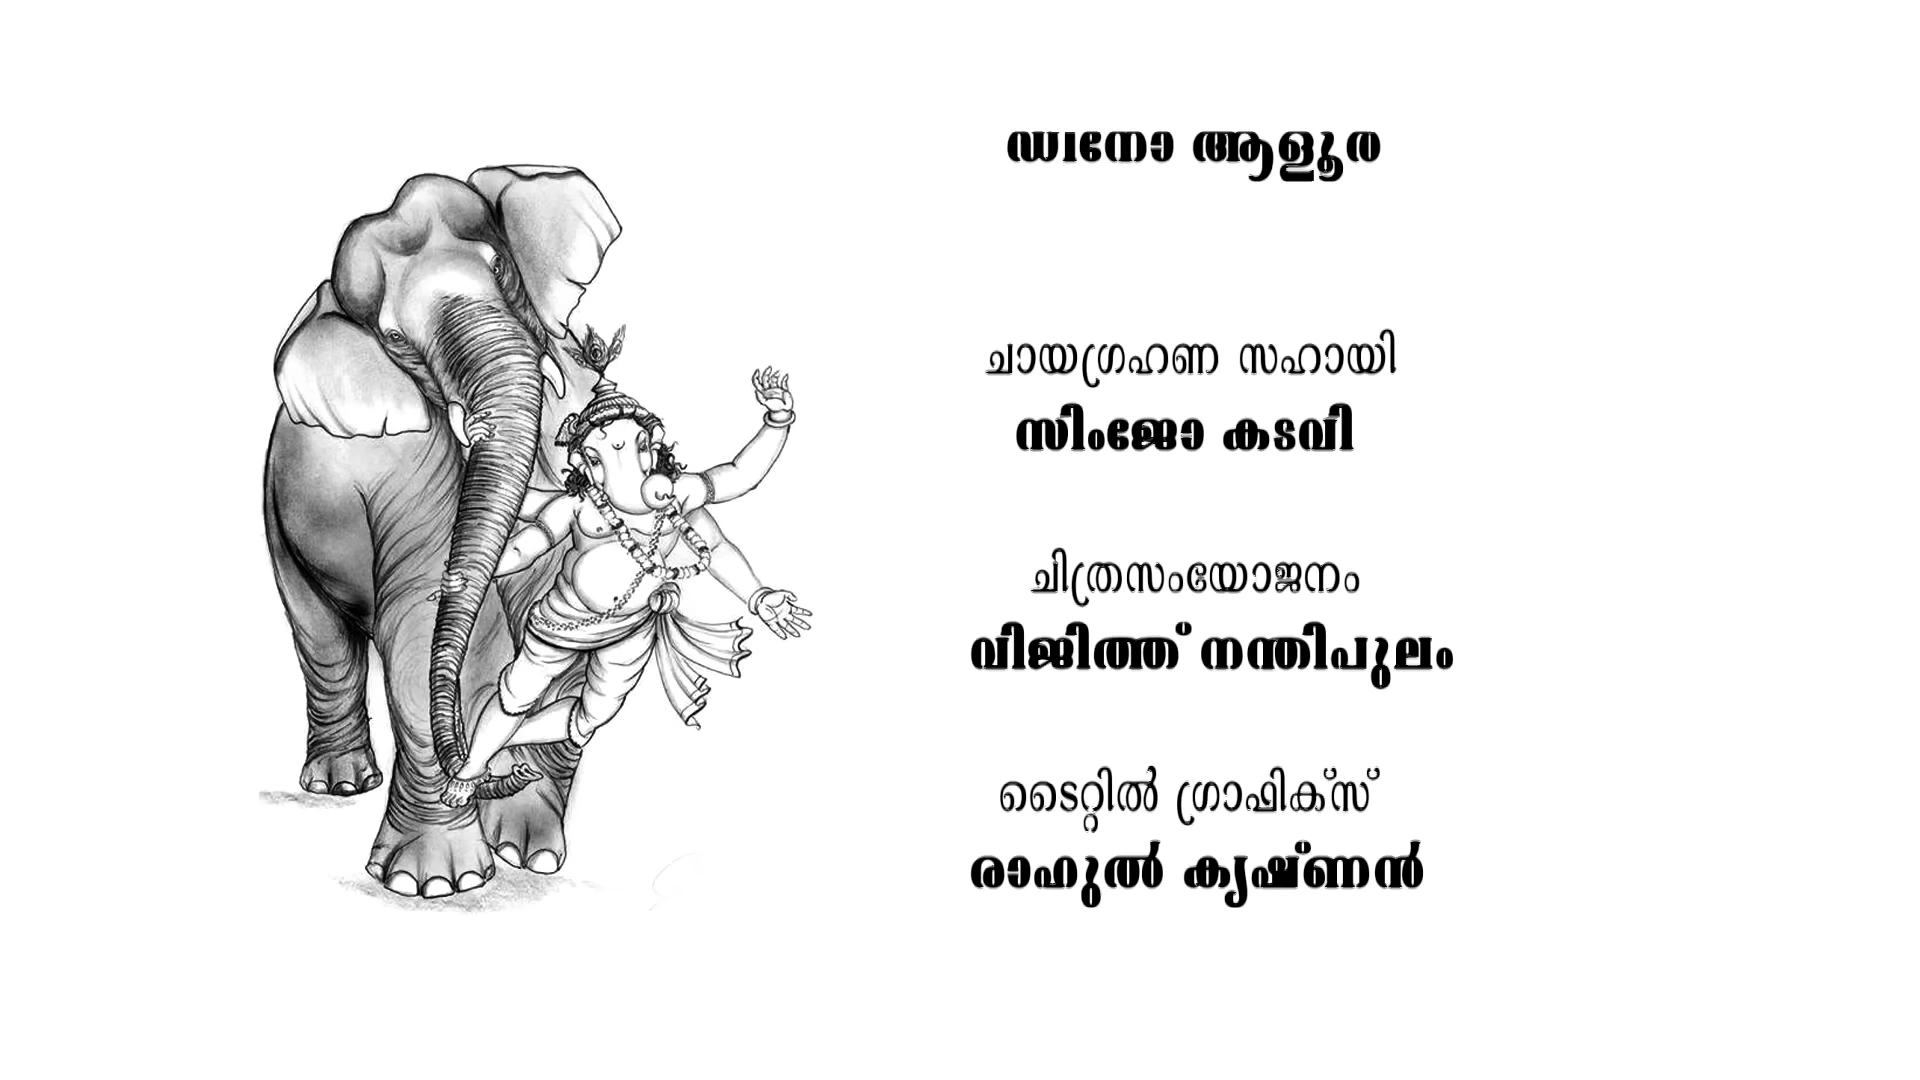 ആളൂര
ചായഗ്രഹണ സഹായി
സിംജോ കടവി
ചിത്രസംയോജനം
വിജിത്ത് നന്തിപുലം
ടൈറ്റിൽ ഗ്രാഫിക്സ്
രാഹുൽ കൃഷ്ണൻ